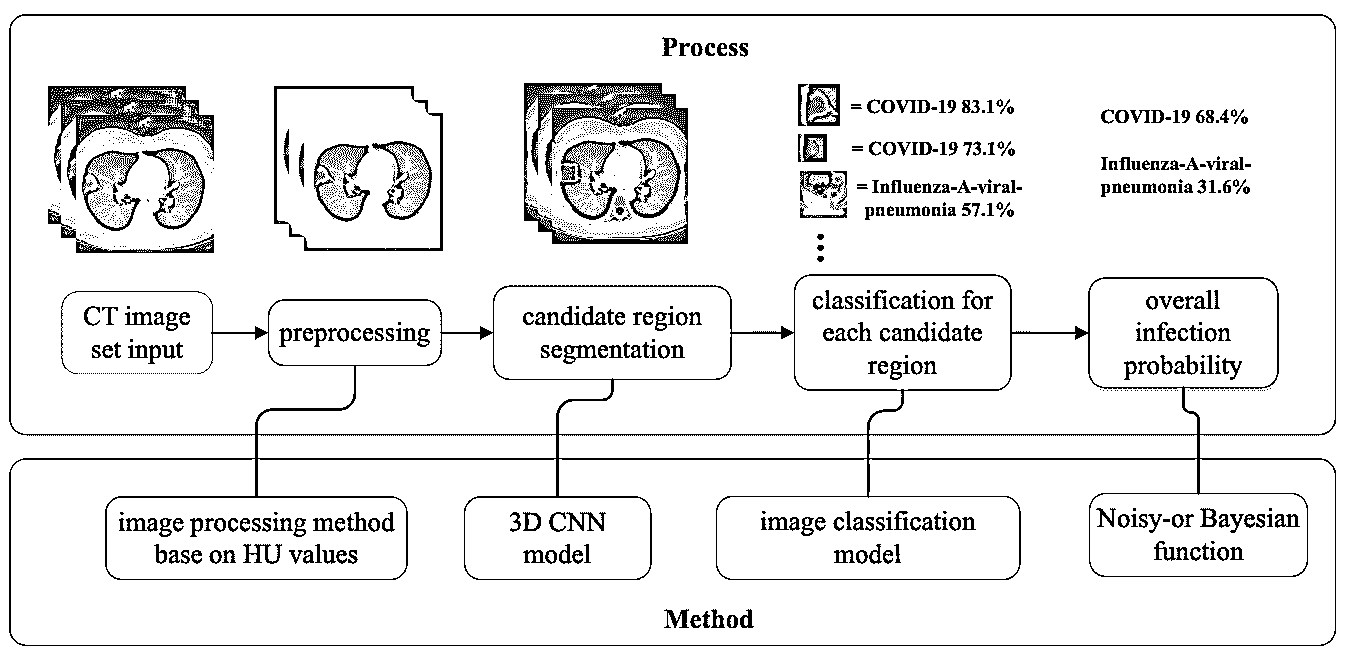 Process
= COVID-19 83.1%
= COVID-19 73.1%
= Influenza-A-viral-
pneumonia 57.1%
COVID-19 68.4%
Influenza-A-viral-
pneumonia 31.6%
CT image
set input
preprocessing
candidate region
segmentation
classification for
each candidate
region
overall
infection
probability
image processing method
base on HU values
3D CNN
model
image classification
model
Noisy-or Bayesian
function
Method